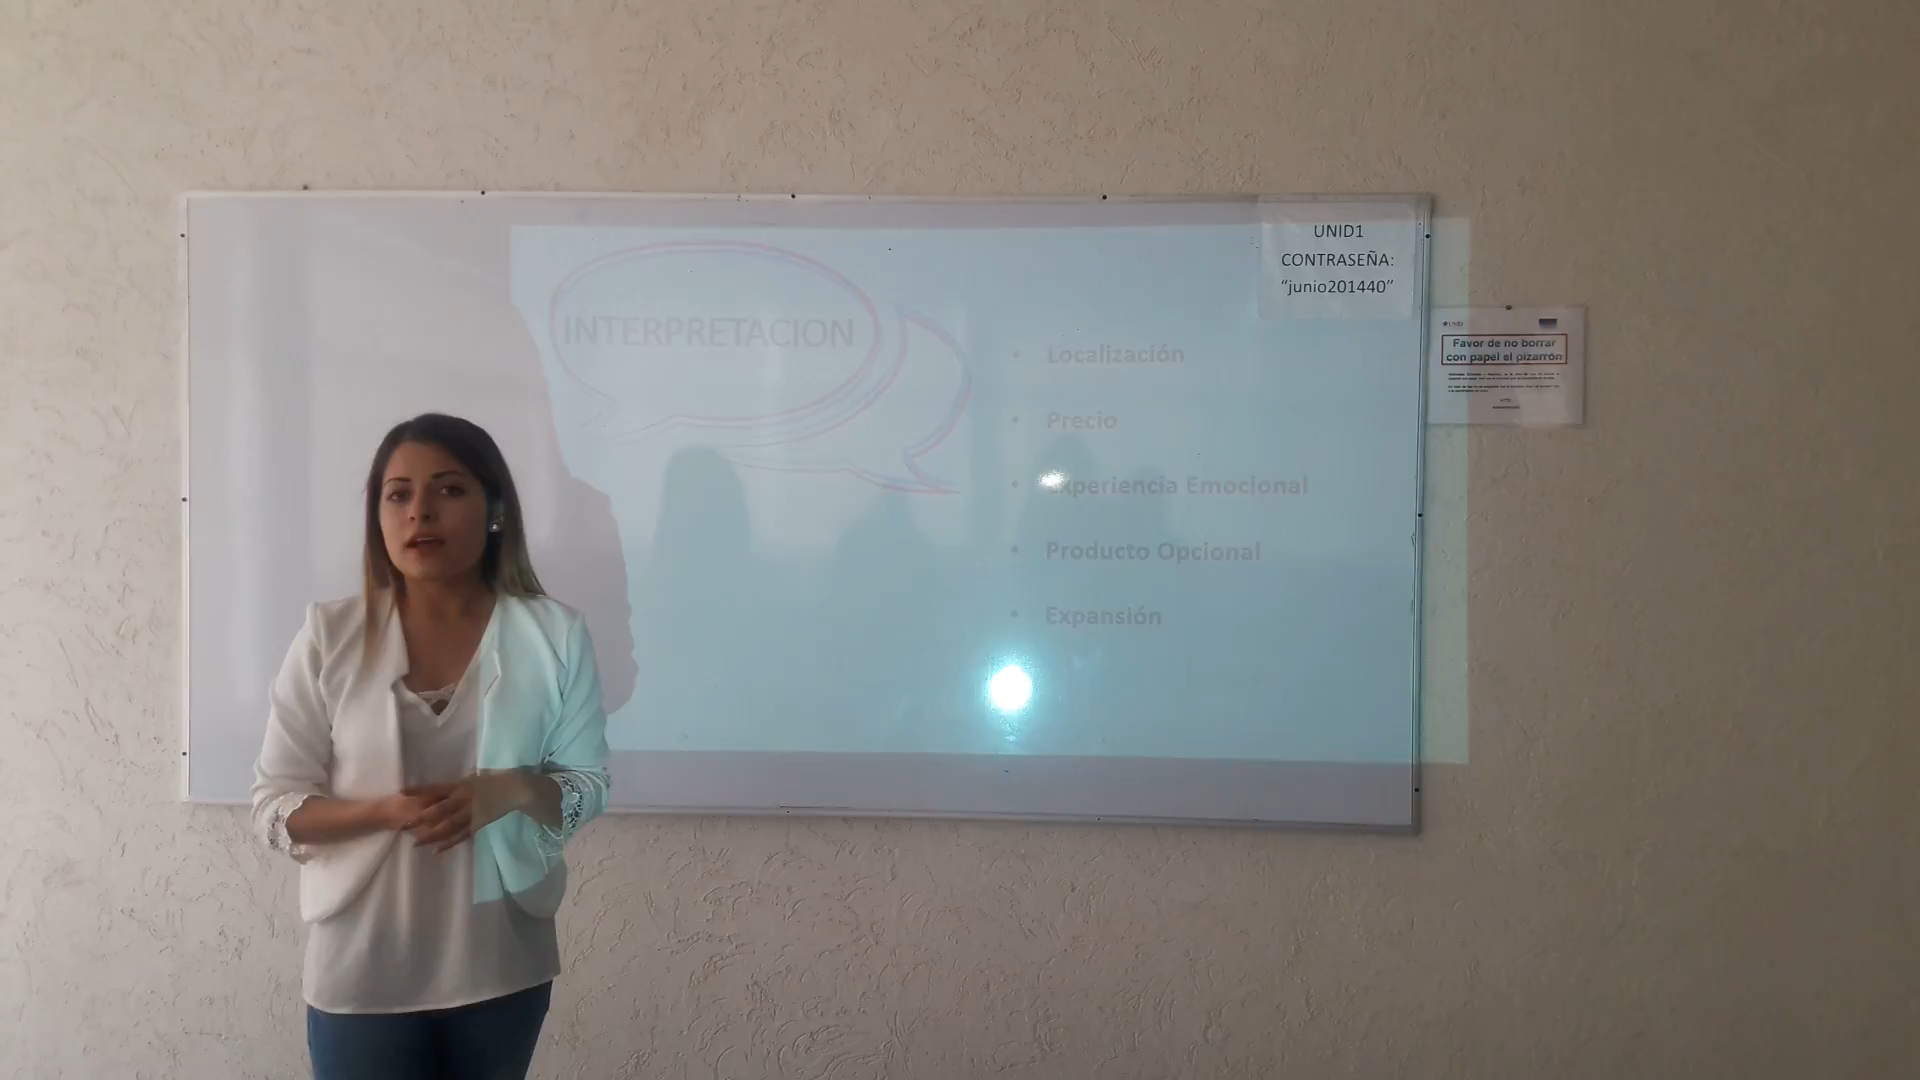 INTERPRETACION
• Localización
• Precio
• Experiencia Emocional
• Producto Opcional
• Expansión
UNID1
CONTRASEÑA:
“junio201440”
UNID
Favor de no borrar
con papel el pizarrón